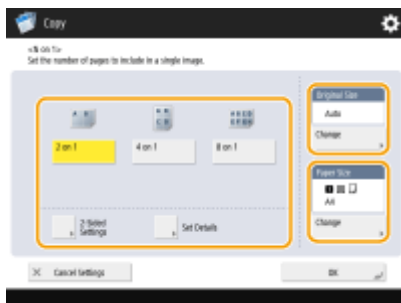 Copy
<N on 1>
Set the number of pages to include in a single image.
2 on 1
4 on 1
8 on 1
2-Sided
Settings
Set Details
Original Size
Auto
Change
Paper Size
A4
Change
Cancel Settings
OK